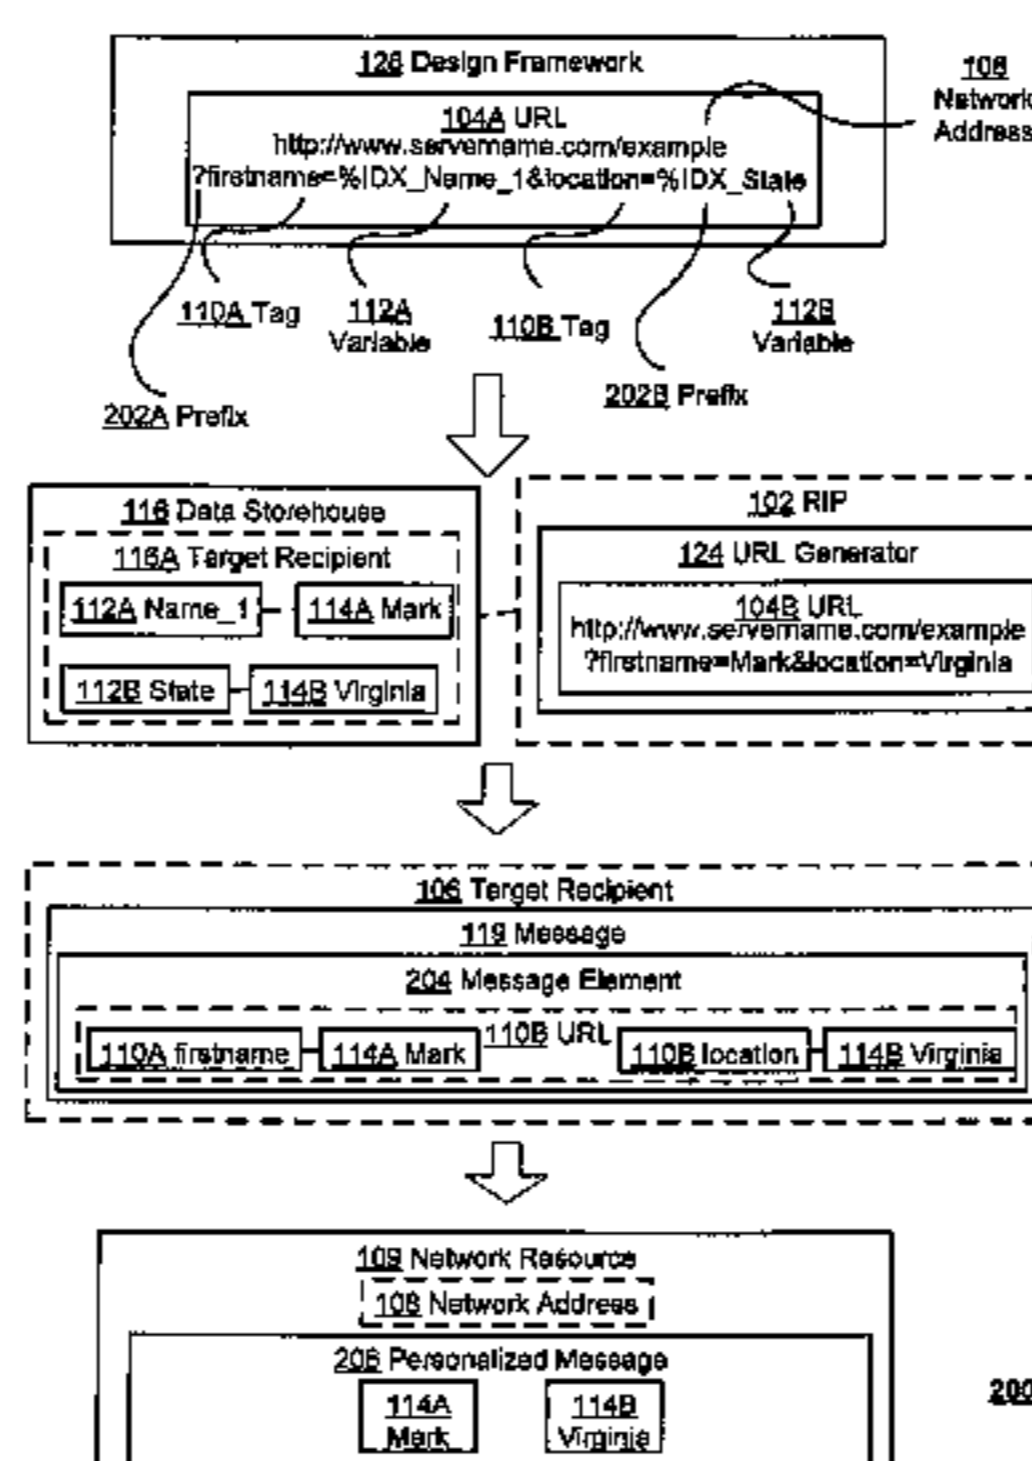 126 Design Framework
108
Network
Address
104A URL
http://www.servername.com/example
?firstname=%IDX_Name_1&location=%IDX_State
110A Tag
112A
Variable
110B Tag
112B
Variable
202A Prefix
202B Prefix
116 Data Storehouse
116A Target Recipient
112A Name_1
114A Mark
112B State
114B Virginia
102 RIP
124 URL Generator
104B URL
http://www.servername.com/example
?firstname=Mark&location=Virginia
106 Target Recipient
119 Message
204 Message Element
110B URL
110A firstname
114A Mark
110B location
114B Virginia
109 Network Resource
108 Network Address
206 Personalized Message
114A
Mark
114B
Virginia
200